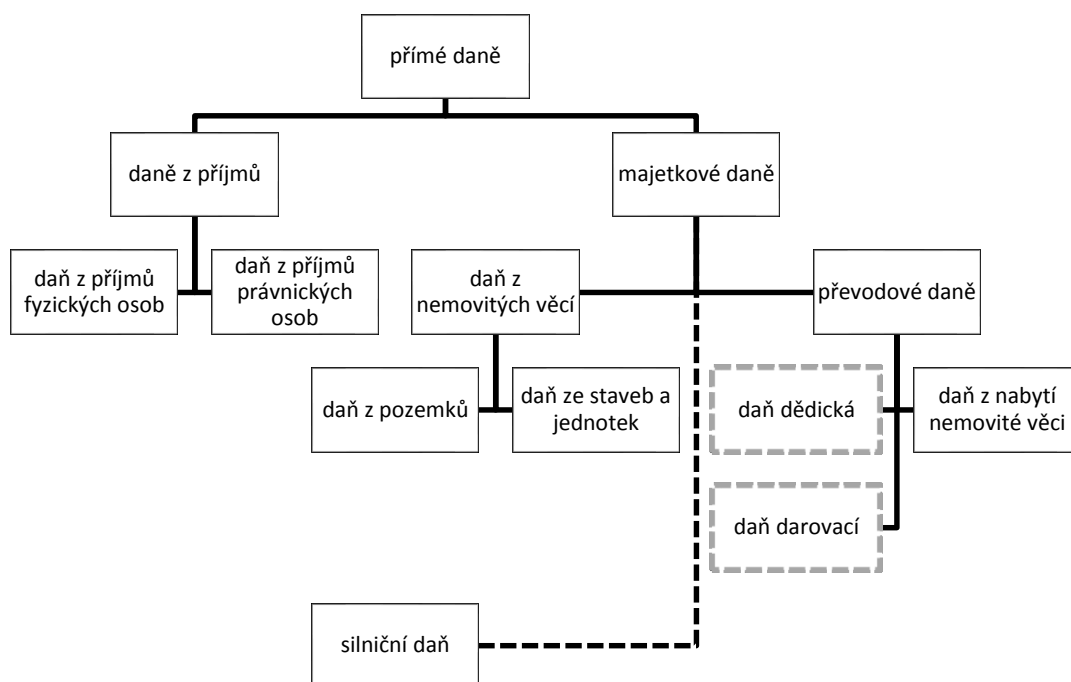 přímé daně
daně z příjmů
majetkové daně
daň z příjmů
fyzických osob
daň z příjmů
právnických
osob
daň z
nemovitých věcí
převodové daně
daň z pozemků
daň ze staveb a
jednotek
daň dědická
daň z nabytí
nemovité věci
daň darovací
silniční daň